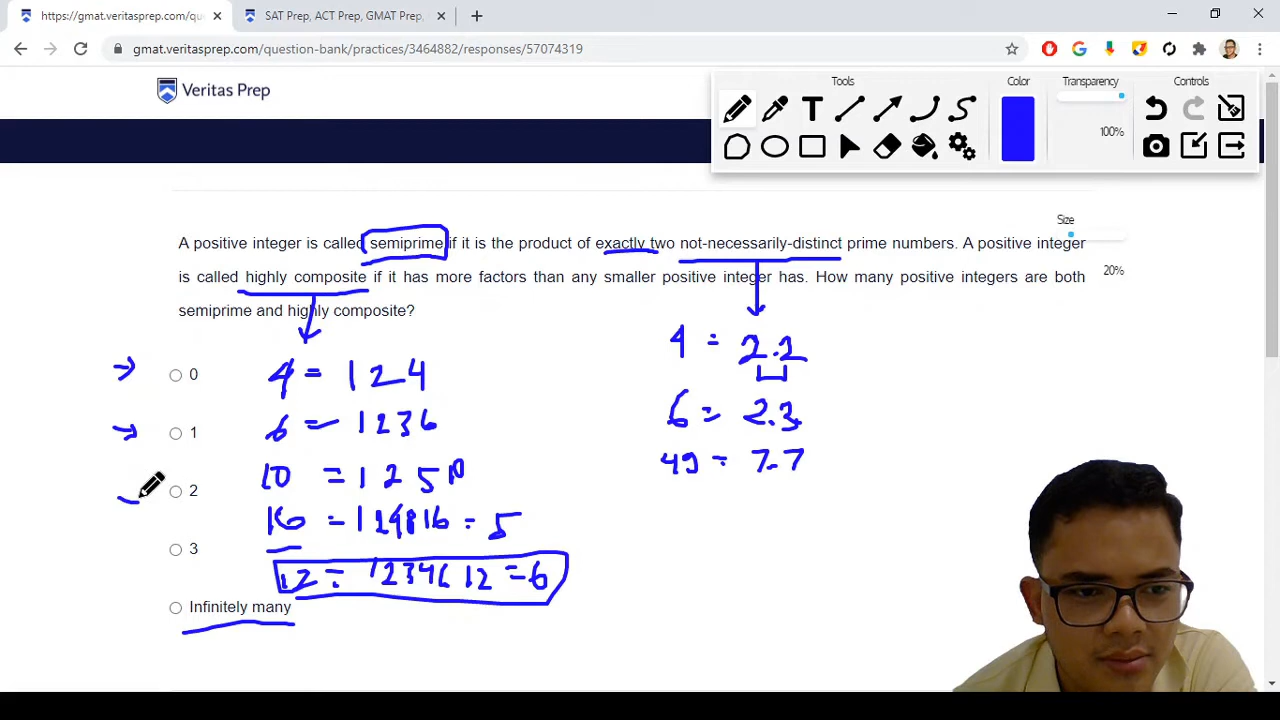 https://gmat.veritasprep.com/qu
SAT Prep, ACT Prep, GMAT Prep,
gmat.veritasprep.com/question-bank/practices/3464882/responses/57074319
Veritas Prep
Tools
Color
Transparency
Controls
100%
Size
20%
A positive integer is called semiprime if it is the product of exactly two not-necessarily-distinct prime numbers. A positive integer
is called highly composite if it has more factors than any smaller positive integer has. How many positive integers are both
semiprime and highly composite?
4 = 2.2
6 = 2.3
49 = 7.7
0
4 = 1 2 4
1
6 = 1 2 3 6
2
10 = 1 2 5 10
16 = 1 2 4 8 16 = 5
3
12 = 1 2 3 4 6 12 = 6
Infinitely many